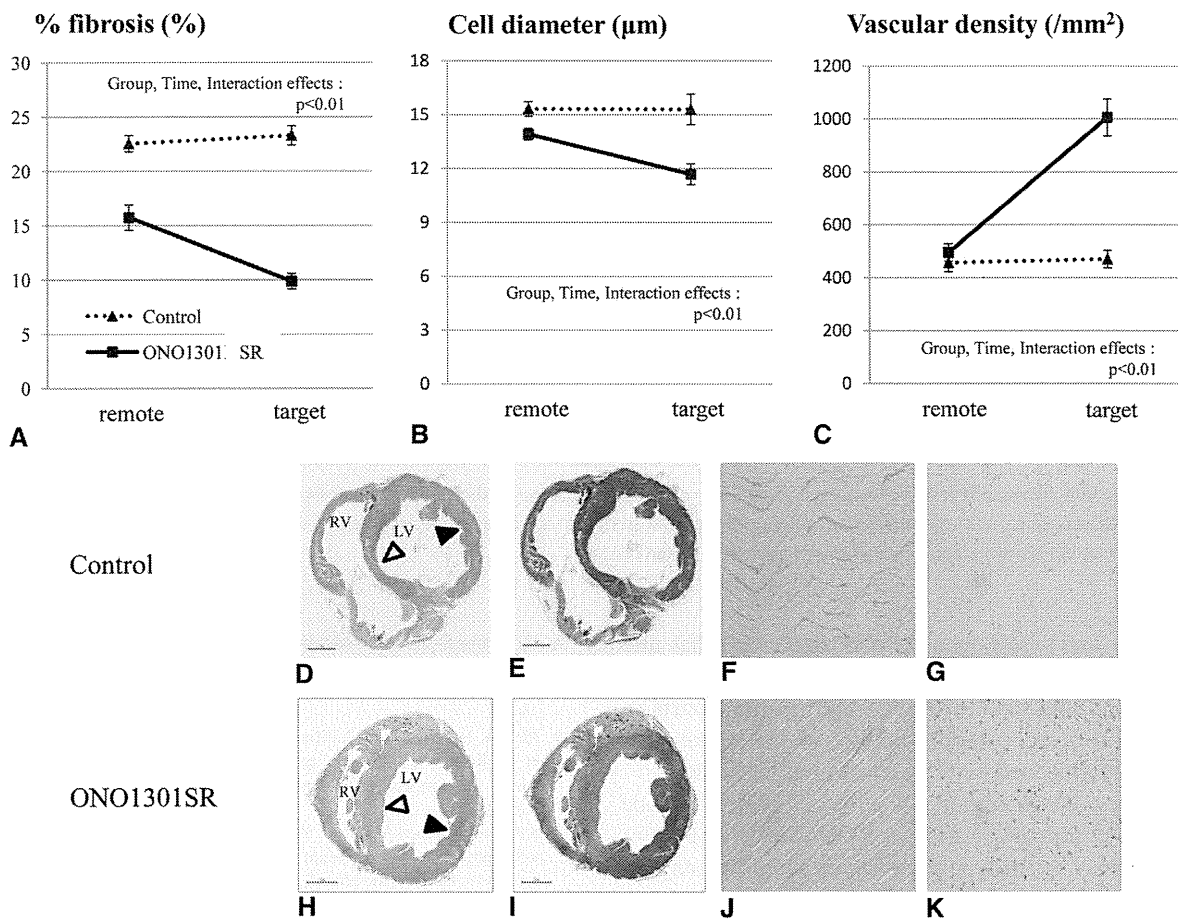 % fibrosis (%)
30
25
20
15
10
5
0
Group, Time, Interaction effects :
p<0.01
Control
ONO1301 SR
remote target
A
Cell diameter (µm)
18
15
12
9
6
3
0
Group, Time, Interaction effects :
p<0.01
remote target
B
Vascular density (/mm²)
1200
1000
800
600
400
200
0
Group, Time, Interaction effects :
p<0.01
remote target
C
Control
RV
LV
D
E
F
G
ONO1301SR
RV
LV
H
I
J
K